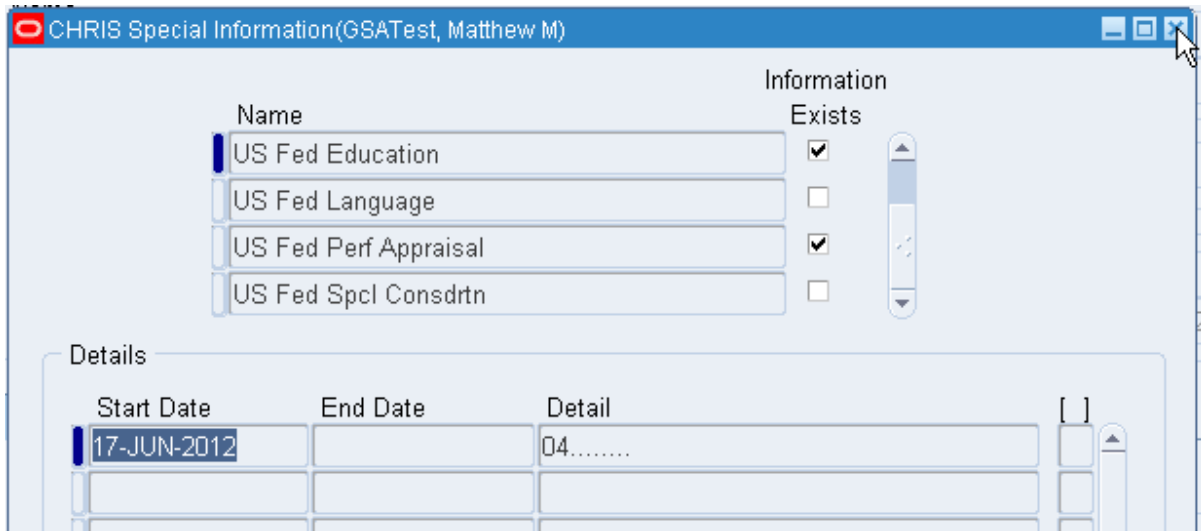 CHRIS Special Information(GSATest, Matthew M)
Information
Name Exists
US Fed Education
US Fed Language
US Fed Perf Appraisal
US Fed Spcl Consdrtn
Details
Start Date End Date Detail [ ]
17-JUN-2012 04........